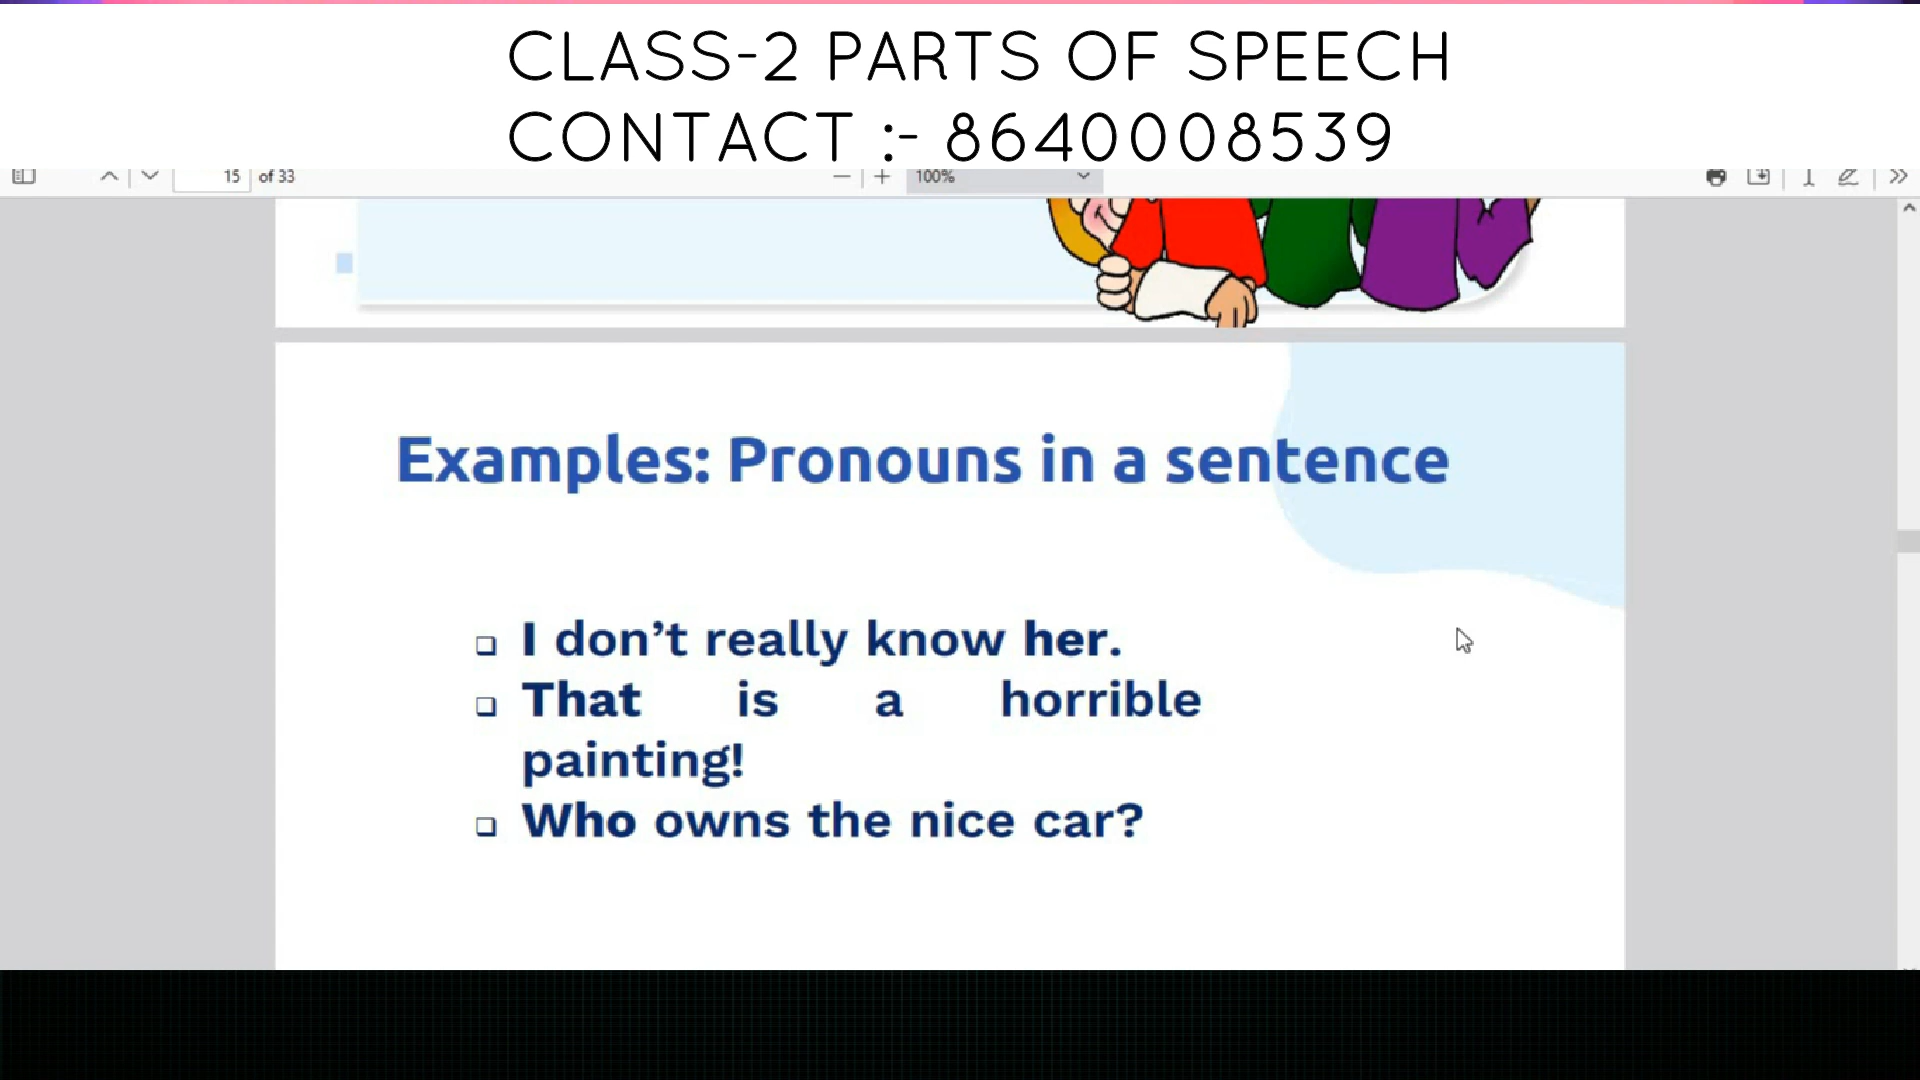 CLASS-2 PARTS OF SPEECH
CONTACT :- 8640008539
15 of 33
100%
Examples: Pronouns in a sentence
I don’t really know her.
That is a horrible
painting!
Who owns the nice car?